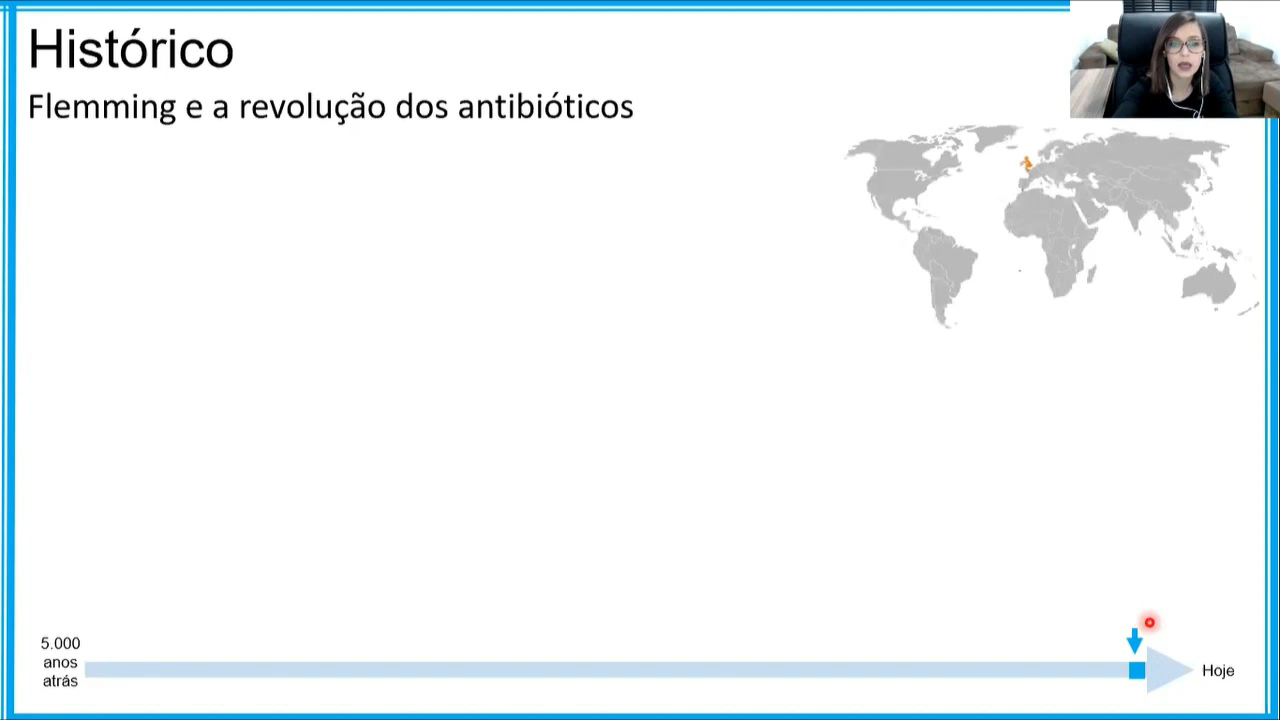 Histórico
Flemming e a revolução dos antibióticos
5.000
anos
atrás
Hoje